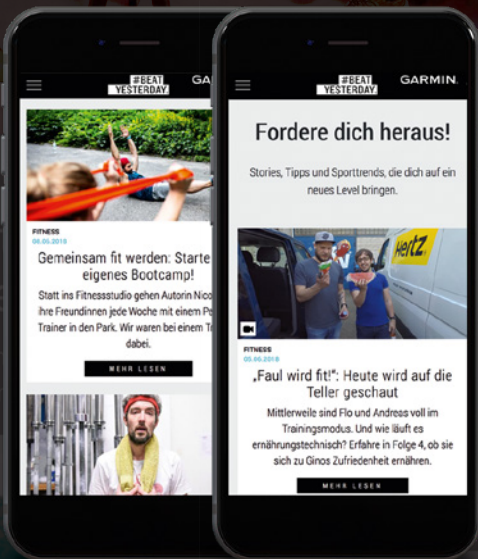 #BEAT
YESTERDAY.
GA
FITNESS
Gemeinsam fit werden: Starte
eigenes Bootcamp!
Statt ins Fitnessstudio gehen Autorin Nico
ihre Freundinnen jede Woche mit einem Pe
Trainer in den Park. Wir waren bei einem Tr
dabei.
MEHR LESEN
#BEAT
YESTERDAY.
GARMIN.
Fordere dich heraus!
Stories, Tipps und Sporttrends, die dich auf ein
neues Level bringen.
Hertz
FITNESS
05.06.2018
„Faul wird fit!“: Heute wird auf die
Teller geschaut
Mittlerweile sind Flo und Andreas voll im
Trainingsmodus. Und wie läuft es
ernährungstechnisch? Erfahre in Folge 4, ob sie
sich zu Ginos Zufriedenheit ernähren.
MEHR LESEN